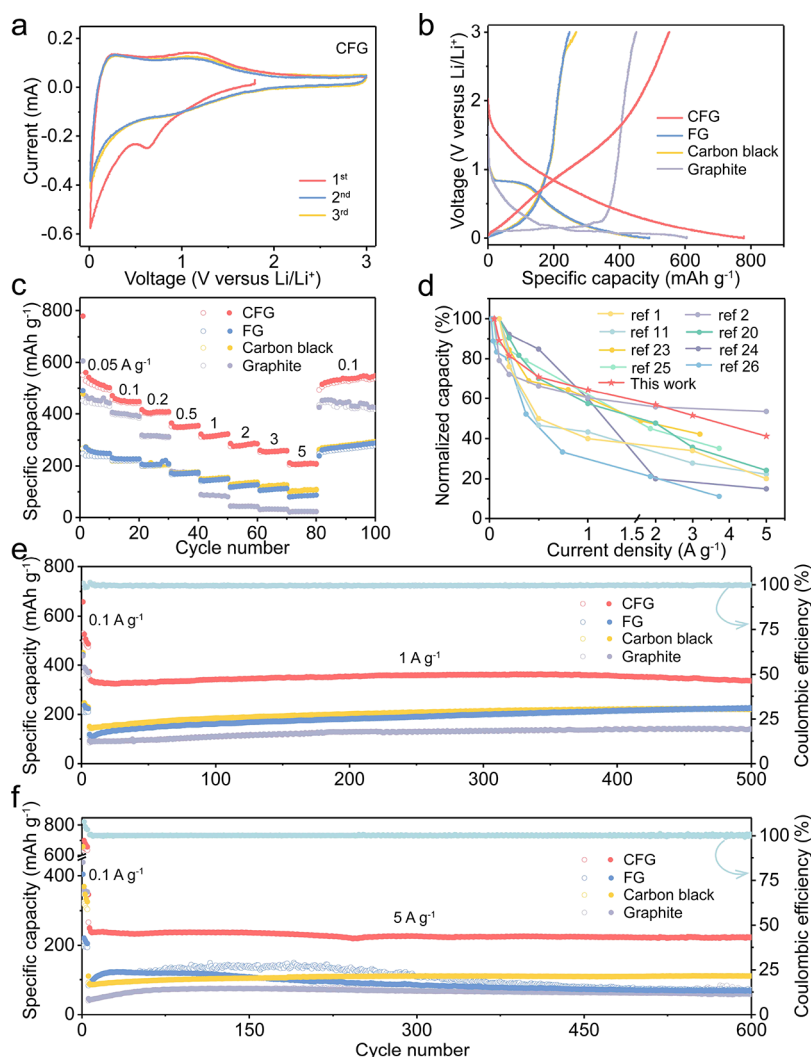 a
CFG
Current (mA)
0.2
0.0
-0.2
-0.4
-0.6
1st
2nd
3rd
0
1
2
3
Voltage (V versus Li/Li+)
b
Voltage (V versus Li/Li+)
3
2
1
0
CFG
FG
Carbon black
Graphite
0
200
400
600
800
Specific capacity (mAh g-1)
c
Specific capacity (mAh g-1)
800
600
400
200
0
CFG
FG
Carbon black
Graphite
0.05 A g-1
0.1
0.2
0.5
1
2
3
5
0.1
0
20
40
60
80
100
Cycle number
d
Normalized capacity (%)
100
80
60
40
20
0
ref 1
ref 2
ref 11
ref 20
ref 23
ref 24
ref 25
ref 26
This work
0
1
1.5
2
3
4
5
Current density (A g-1)
e
Specific capacity (mAh g-1)
800
600
400
200
0
0.1 A g-1
1 A g-1
CFG
FG
Carbon black
Graphite
100
75
50
25
0
Coulombic efficiency (%)
0
100
200
300
400
500
f
Specific capacity (mAh g-1)
800
600
400
200
0
0.1 A g-1
5 A g-1
CFG
FG
Carbon black
Graphite
100
75
50
25
0
Coulombic efficiency (%)
0
150
300
450
600
Cycle number